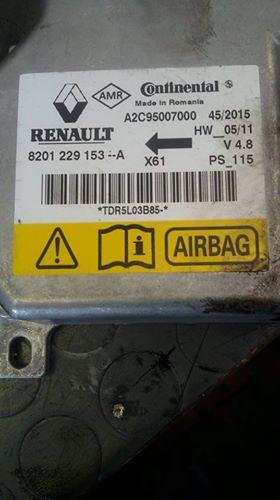 AMR Continental
Made in Romania
A2C95007000 45/2015
RENAULT HW__05/11
V 4.8
8201 229 153--A X61 PS_115
*TDR5L03B85-*
AIRBAG